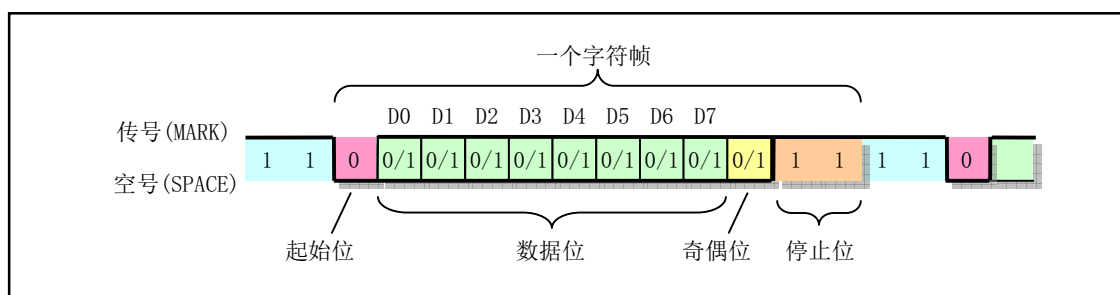 一个字符帧
D0 D1 D2 D3 D4 D5 D6 D7
传号(MARK)
1 1 0 0/1 0/1 0/1 0/1 0/1 0/1 0/1 0/1 0/1 1 1 1 1 0
空号(SPACE)
起始位 数据位 奇偶位 停止位